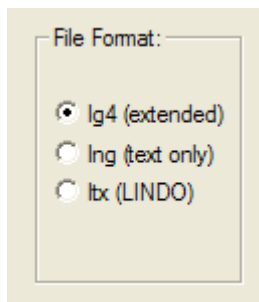 File Format:
lg4 (extended)
lng (text only)
ltx (LINDO)